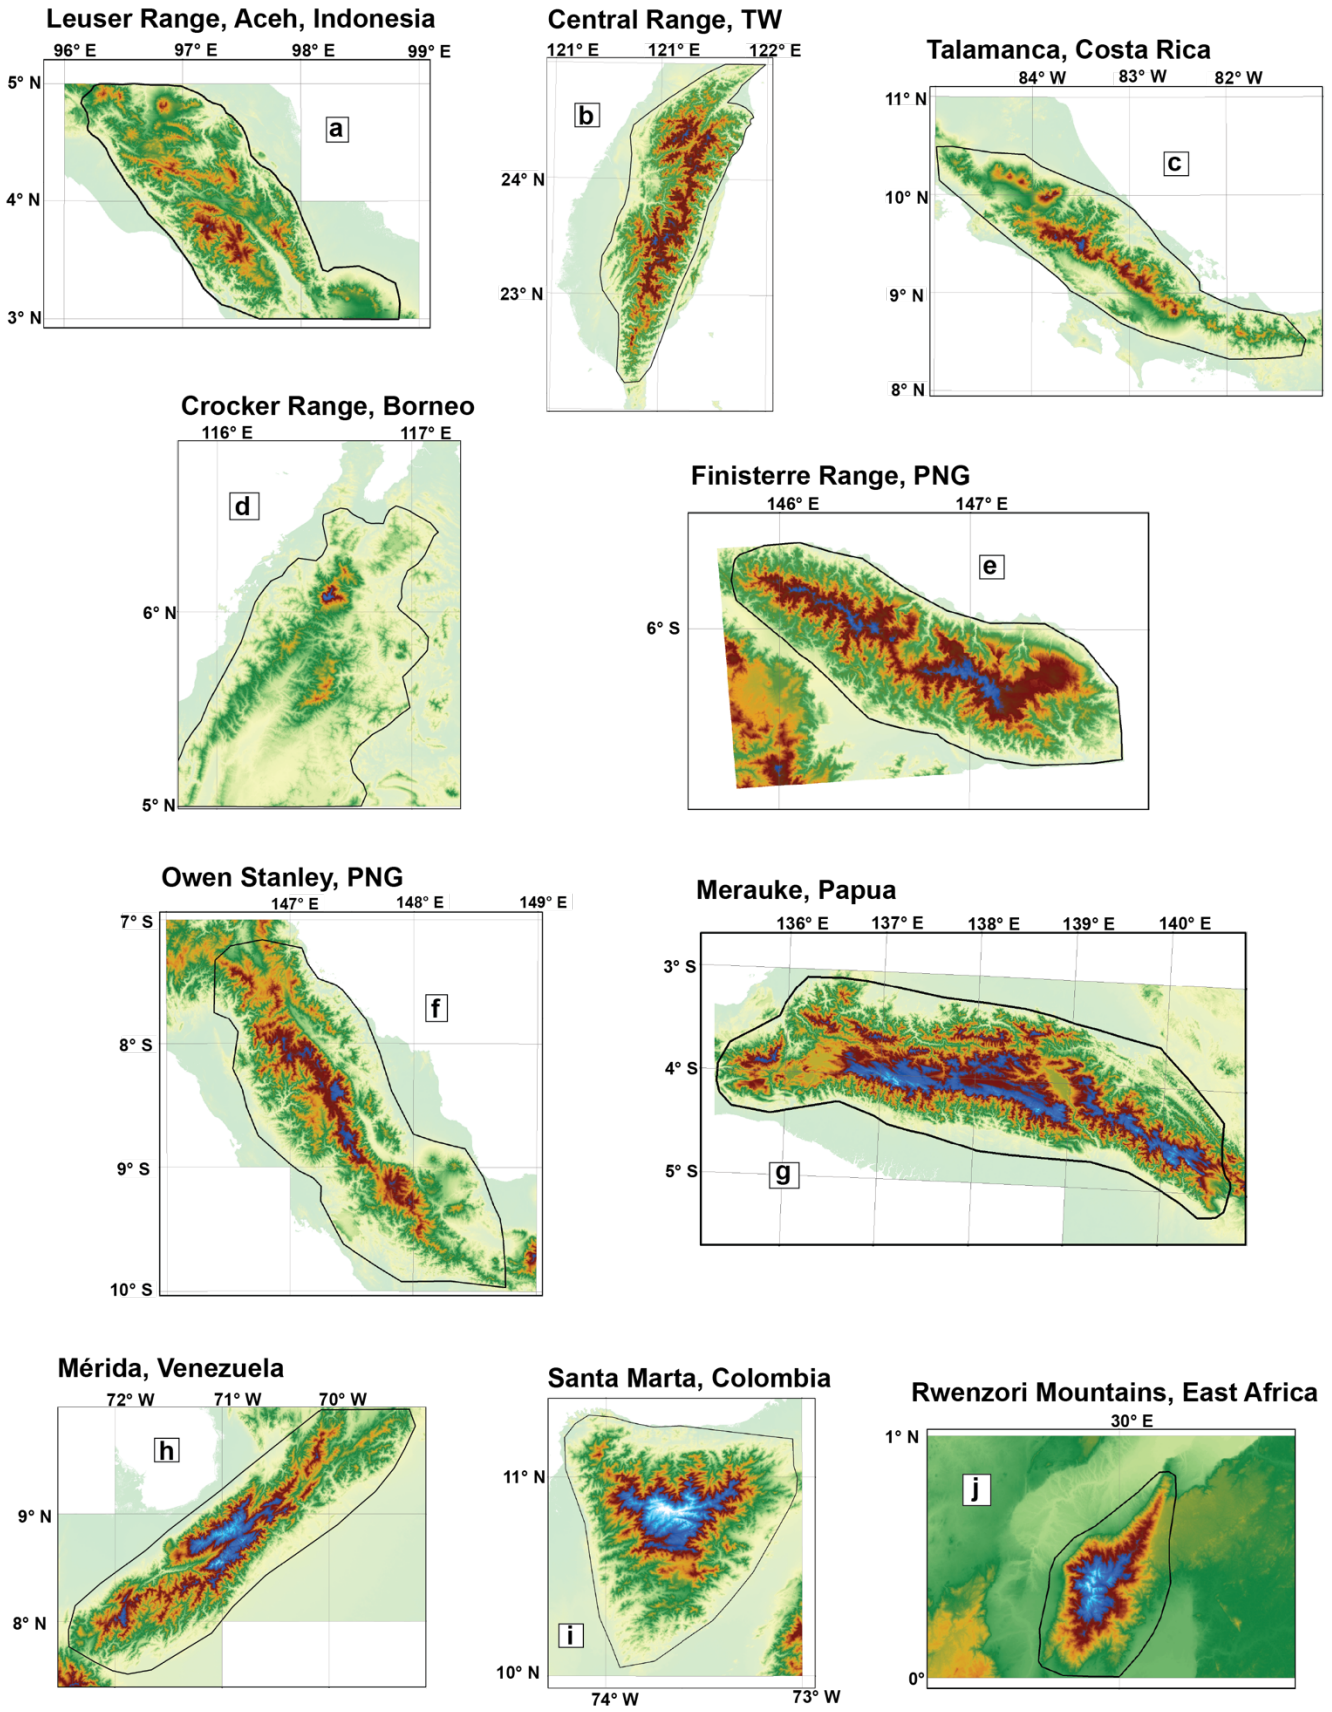 Leuser Range, Aceh, Indonesia
96° E 97° E 98° E 99° E
5° N
4° N
3° N
a
Central Range, TW
121° E 121° E 122° E
24° N
23° N
b
Talamanca, Costa Rica
84° W 83° W 82° W
11° N
10° N
9° N
8° N
c
Crocker Range, Borneo
116° E 117° E
6° N
5° N
d
Finisterre Range, PNG
146° E 147° E
6° S
e
Owen Stanley, PNG
147° E 148° E 149° E
7° S
8° S
9° S
10° S
f
Merauke, Papua
136° E 137° E 138° E 139° E 140° E
3° S
4° S
5° S
g
Mérida, Venezuela
72° W 71° W 70° W
9° N
8° N
h
Santa Marta, Colombia
11° N
10° N
74° W 73° W
i
Rwenzori Mountains, East Africa
30° E
1° N
0°
j